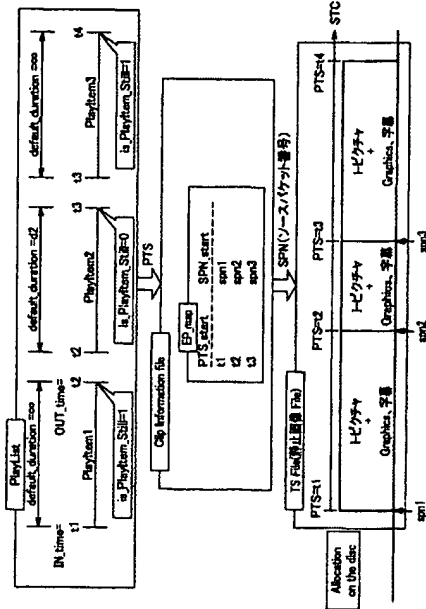 PlayList
default_duration =∞
default_duration =d2
default_duration =∞
IN_time=
OUT_time=
t1
t2
t2
t3
t3
t4
PlayItem1
PlayItem2
PlayItem3
is_PlayItem_Still=1
is_PlayItem_Still=0
is_PlayItem_Still=1
PTS
Clip Information file
EP_map
PTS_start
SPN_start
t1
spn1
t2
spn2
t3
spn3
SPN(ソースパケット番号)
TS File(静止画像 File)
PTS=t1
PTS=t2
PTS=t3
PTS=t4
STC
I-ピクチャ
+
Graphics、字幕
I-ピクチャ
+
Graphics、字幕
I-ピクチャ
+
Graphics、字幕
Allocation
on the disc
spn1
spn2
spn3